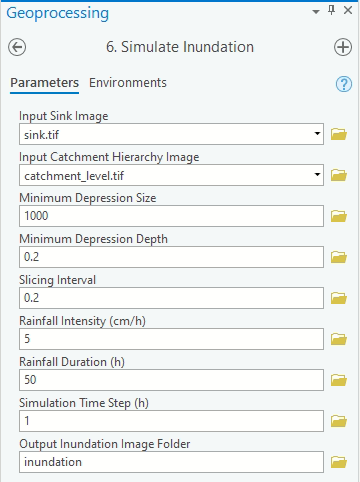 Geoprocessing
6. Simulate Inundation
Parameters Environments
Input Sink Image
sink.tif
Input Catchment Hierarchy Image
catchment_level.tif
Minimum Depression Size
1000
Minimum Depression Depth
0.2
Slicing Interval
0.2
Rainfall Intensity (cm/h)
5
Rainfall Duration (h)
50
Simulation Time Step (h)
1
Output Inundation Image Folder
inundation